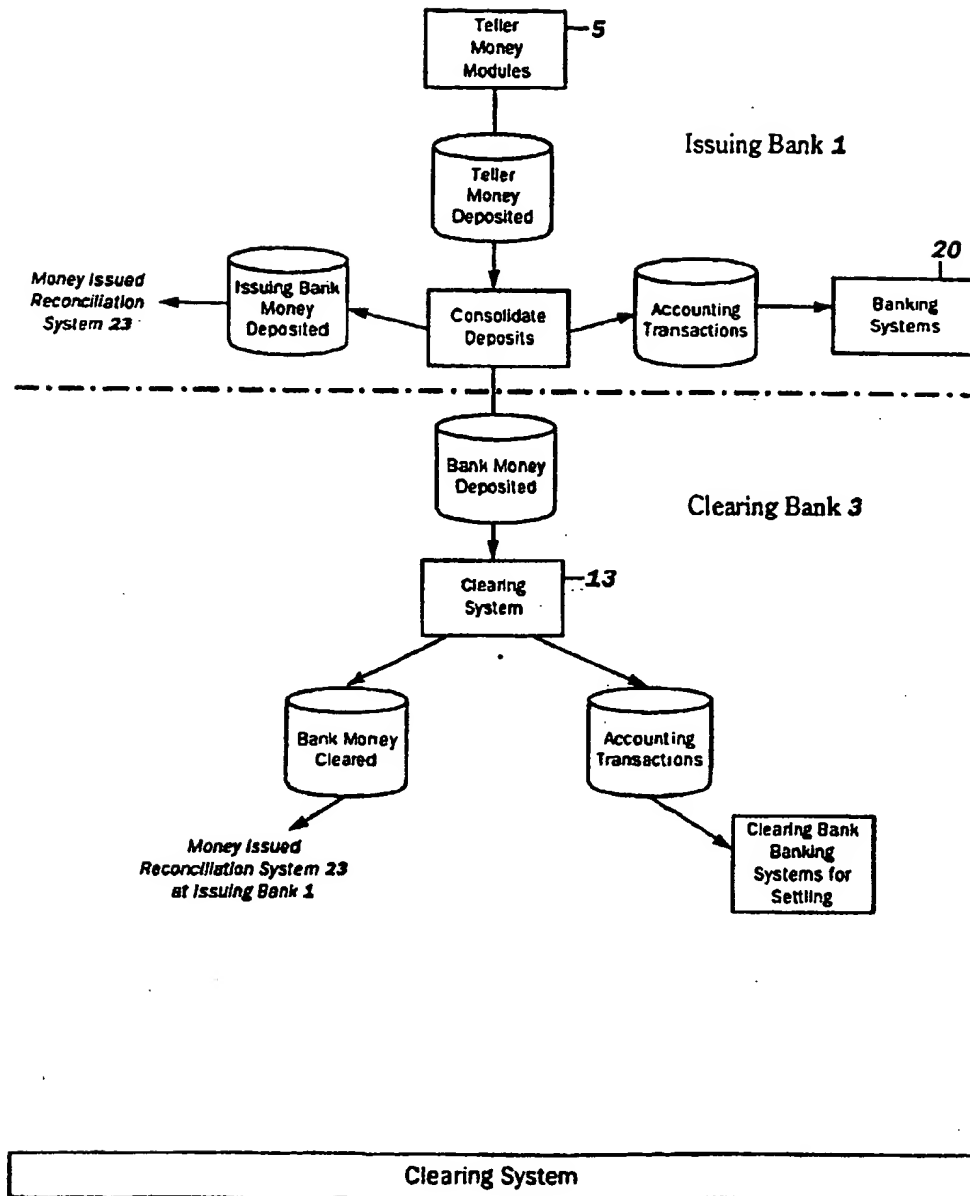 Teller
Money
Modules
5
Issuing Bank 1
Teller
Money
Deposited
20
Money Issued
Reconciliation
System 23
Issuing Bank
Money
Deposited
Consolidate
Deposits
Accounting
Transactions
Banking
Systems
Bank Money
Deposited
Clearing Bank 3
Clearing
System
13
Bank Money
Cleared
Accounting
Transactions
Money Issued
Reconciliation System 23
at Issuing Bank 1
Clearing Bank
Banking
Systems for
Settling
Clearing System